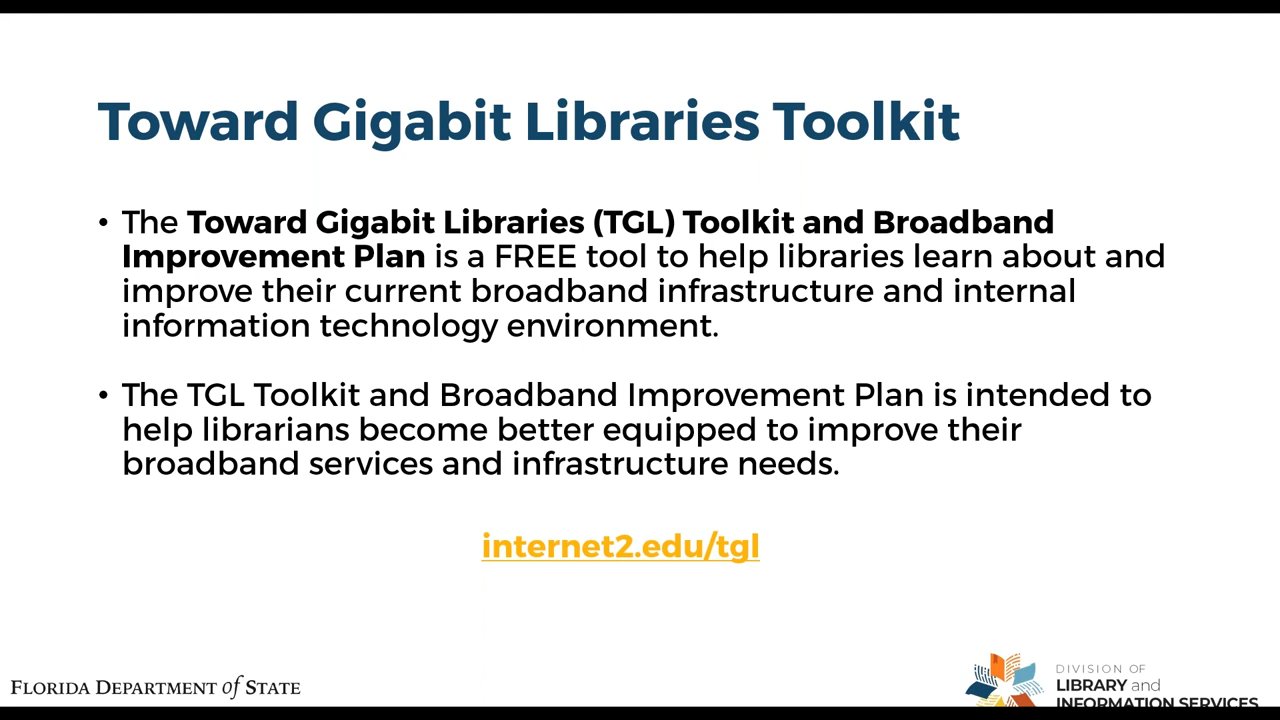 Toward Gigabit Libraries Toolkit
• The Toward Gigabit Libraries (TGL) Toolkit and Broadband
Improvement Plan is a FREE tool to help libraries learn about and
improve their current broadband infrastructure and internal
information technology environment.
• The TGL Toolkit and Broadband Improvement Plan is intended to
help librarians become better equipped to improve their
broadband services and infrastructure needs.
internet2.edu/tgl
FLORIDA DEPARTMENT of STATE
DIVISION OF
LIBRARY and
INFORMATION SERVICES